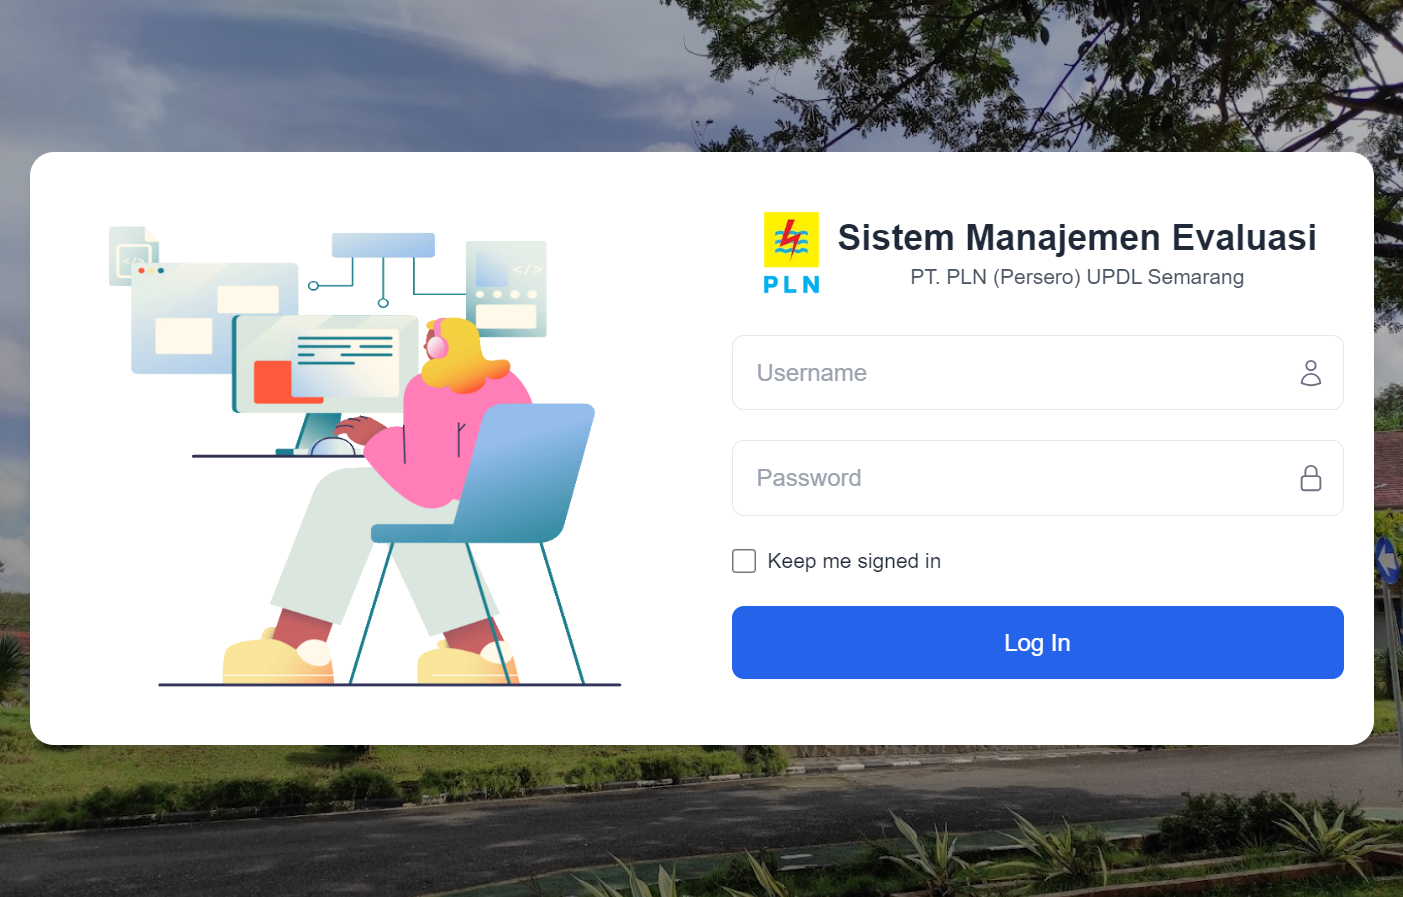 </>
</>
PLN
Sistem Manajemen Evaluasi
PT. PLN (Persero) UPDL Semarang
Username
Password
Keep me signed in
Log In